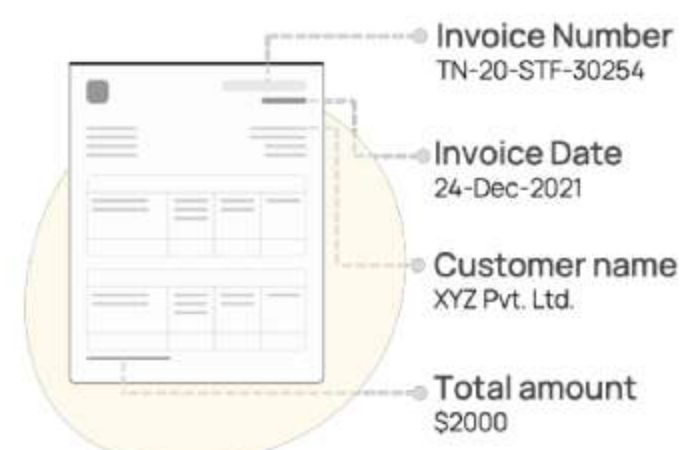 Invoice Number
TN-20-STF-30254
Invoice Date
24-Dec-2021
Customer name
XYZ Pvt. Ltd.
Total amount
$2000